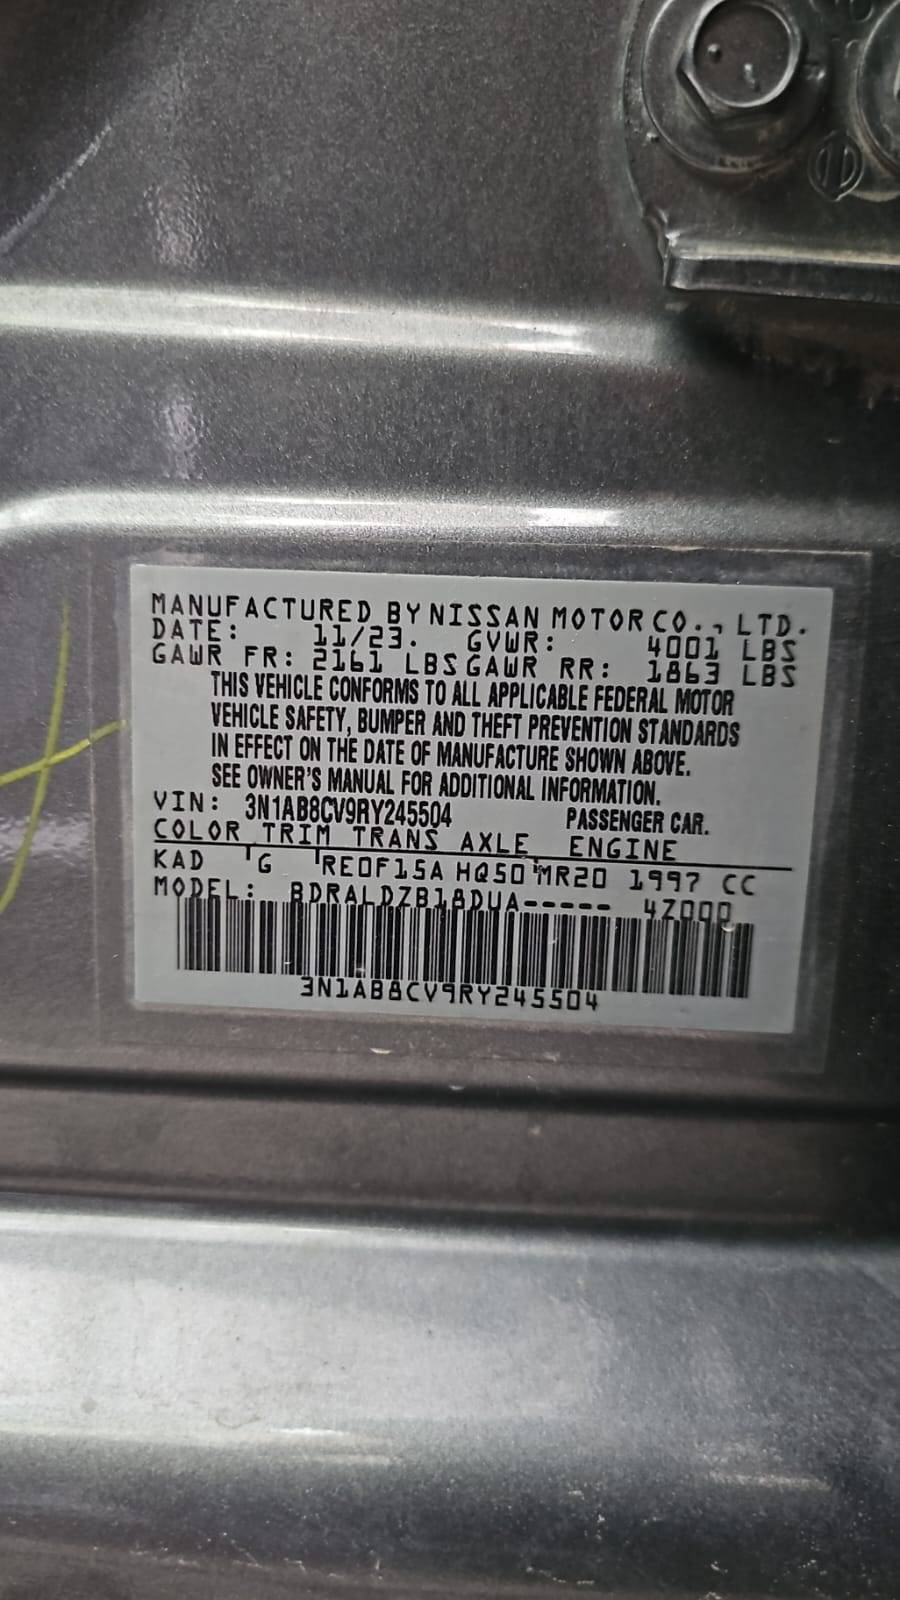 MANUFACTURED BY NISSAN MOTOR CO., LTD.
DATE: 11/23. GVWR: 4001 LBS
GAWR FR: 2161 LBS GAWR RR: 1863 LBS
THIS VEHICLE CONFORMS TO ALL APPLICABLE FEDERAL MOTOR
VEHICLE SAFETY, BUMPER AND THEFT PREVENTION STANDARDS
IN EFFECT ON THE DATE OF MANUFACTURE SHOWN ABOVE.
SEE OWNER'S MANUAL FOR ADDITIONAL INFORMATION.
VIN: 3N1AB8CV9RY245504 PASSENGER CAR.
COLOR TRIM TRANS AXLE ENGINE
KAD G RE0F15A HQ50 MR20 1997 CC
MODEL: BDRALDZB18DUA----- 4Z000
3N1AB8CV9RY245504